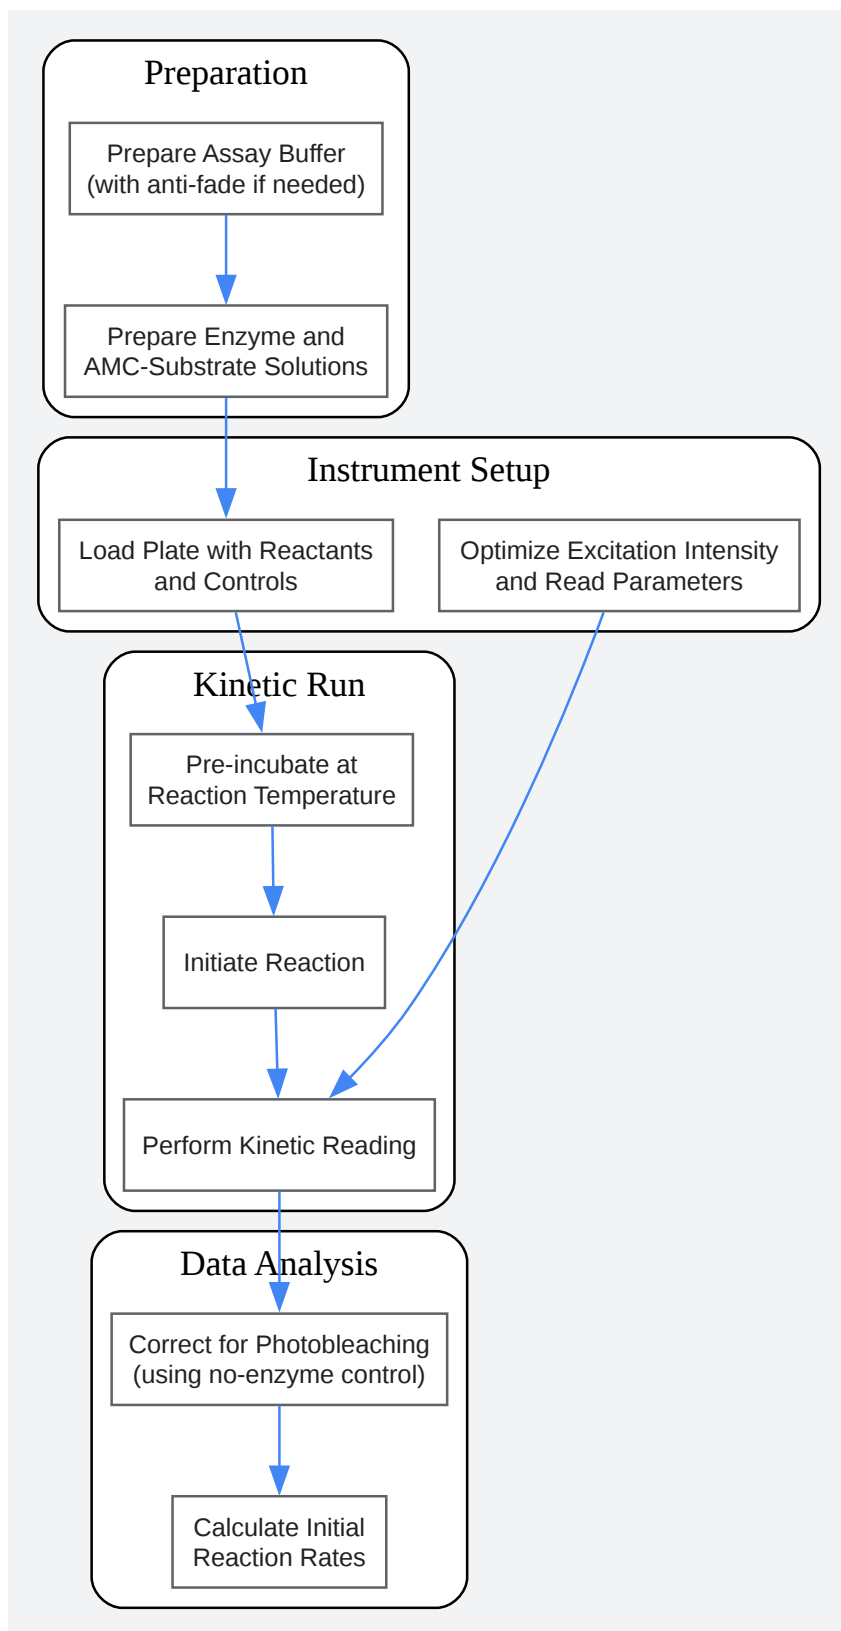 Preparation
Prepare Assay Buffer
(with anti-fade if needed)
Prepare Enzyme and
AMC-Substrate Solutions
Instrument Setup
Load Plate with Reactants
and Controls
Optimize Excitation Intensity
and Read Parameters
Kinetic Run
Pre-incubate at
Reaction Temperature
Initiate Reaction
Perform Kinetic Reading
Data Analysis
Correct for Photobleaching
(using no-enzyme control)
Calculate Initial
Reaction Rates